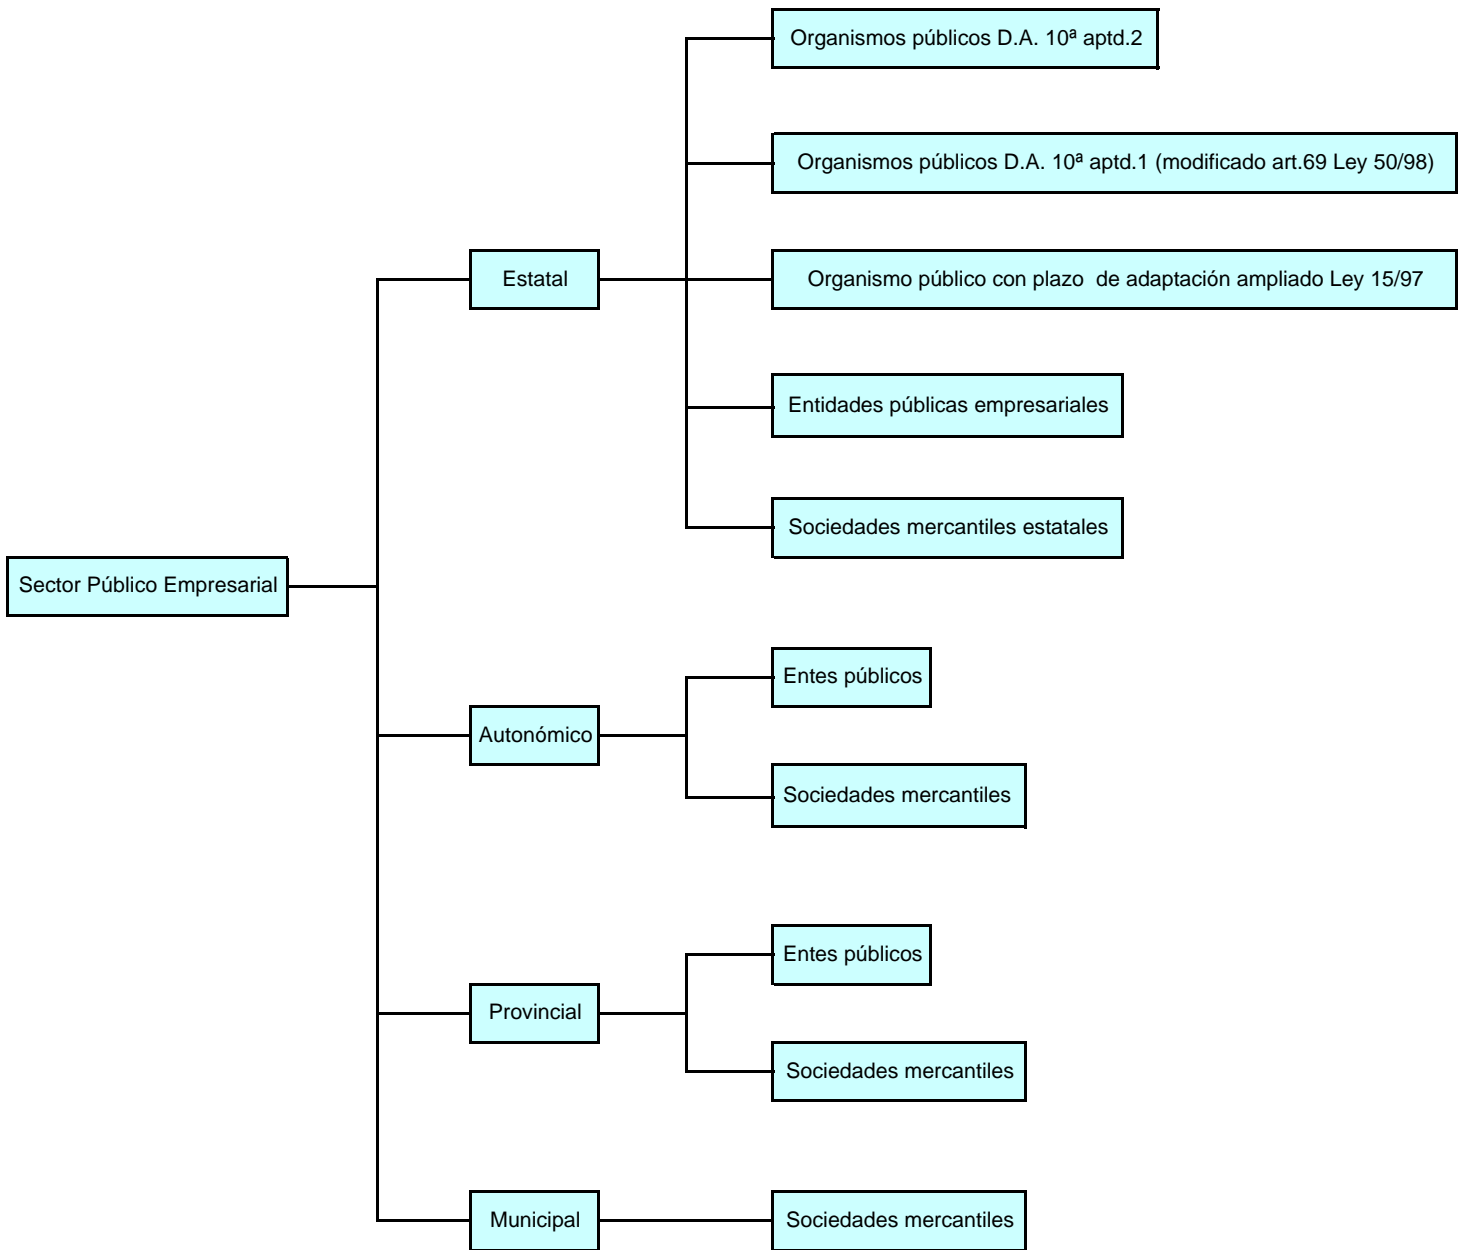 Organismos públicos D.A. 10ª aptd.2
Organismos públicos D.A. 10ª aptd.1 (modificado art.69 Ley 50/98)
Estatal
Organismo público con plazo de adaptación ampliado Ley 15/97
Entidades públicas empresariales
Sociedades mercantiles estatales
Sector Público Empresarial
Entes públicos
Autonómico
Sociedades mercantiles
Entes públicos
Provincial
Sociedades mercantiles
Municipal
Sociedades mercantiles